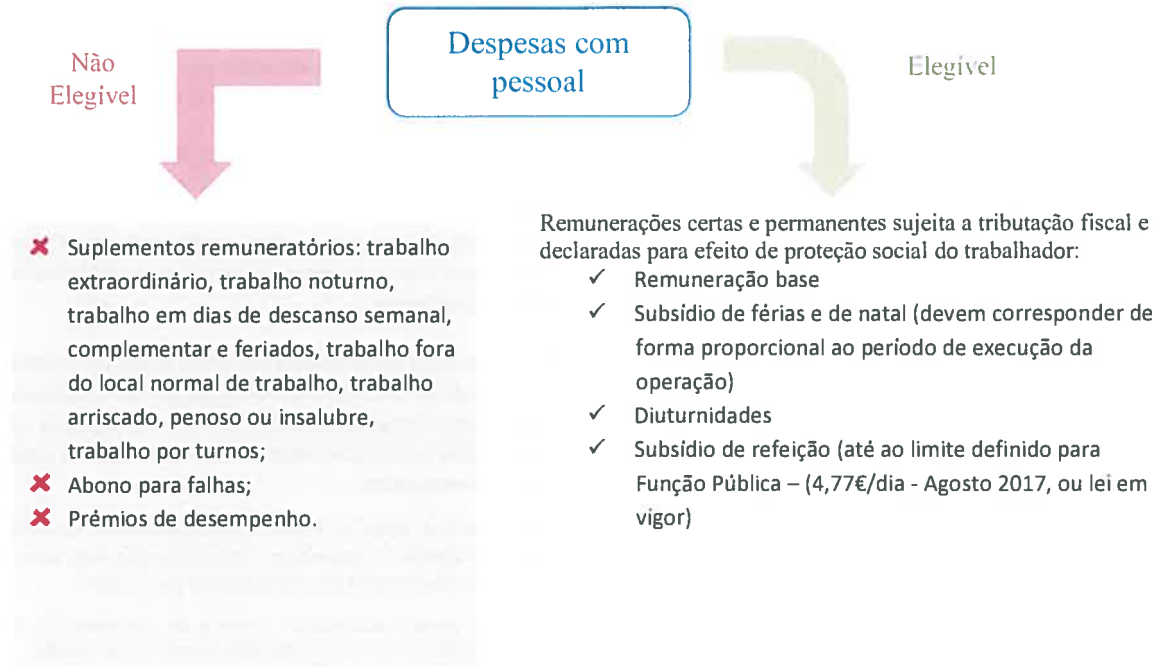 Despesas com
pessoal
Não
Elegível
Elegível
✘ Suplementos remuneratórios: trabalho
extraordinário, trabalho noturno,
trabalho em dias de descanso semanal,
complementar e feriados, trabalho fora
do local normal de trabalho, trabalho
arriscado, penoso ou insalubre,
trabalho por turnos;
✘ Abono para falhas;
✘ Prémios de desempenho.
Remunerações certas e permanentes sujeita a tributação fiscal e
declaradas para efeito de proteção social do trabalhador:
✓ Remuneração base
✓ Subsídio de férias e de natal (devem corresponder de
forma proporcional ao período de execução da
operação)
✓ Diuturnidades
✓ Subsídio de refeição (até ao limite definido para
Função Pública – (4,77€/dia - Agosto 2017, ou lei em
vigor)